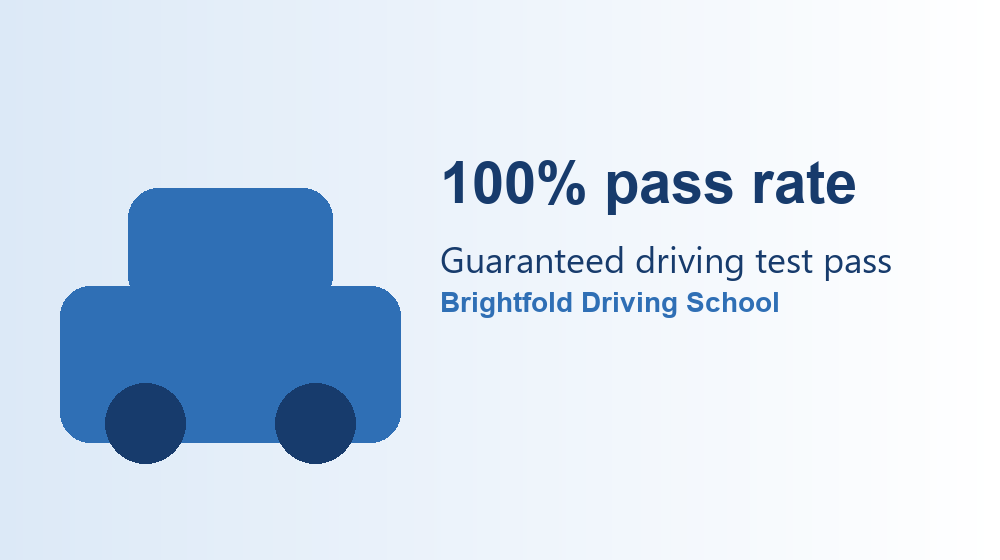 100% pass rate
Guaranteed driving test pass
Brightfold Driving School